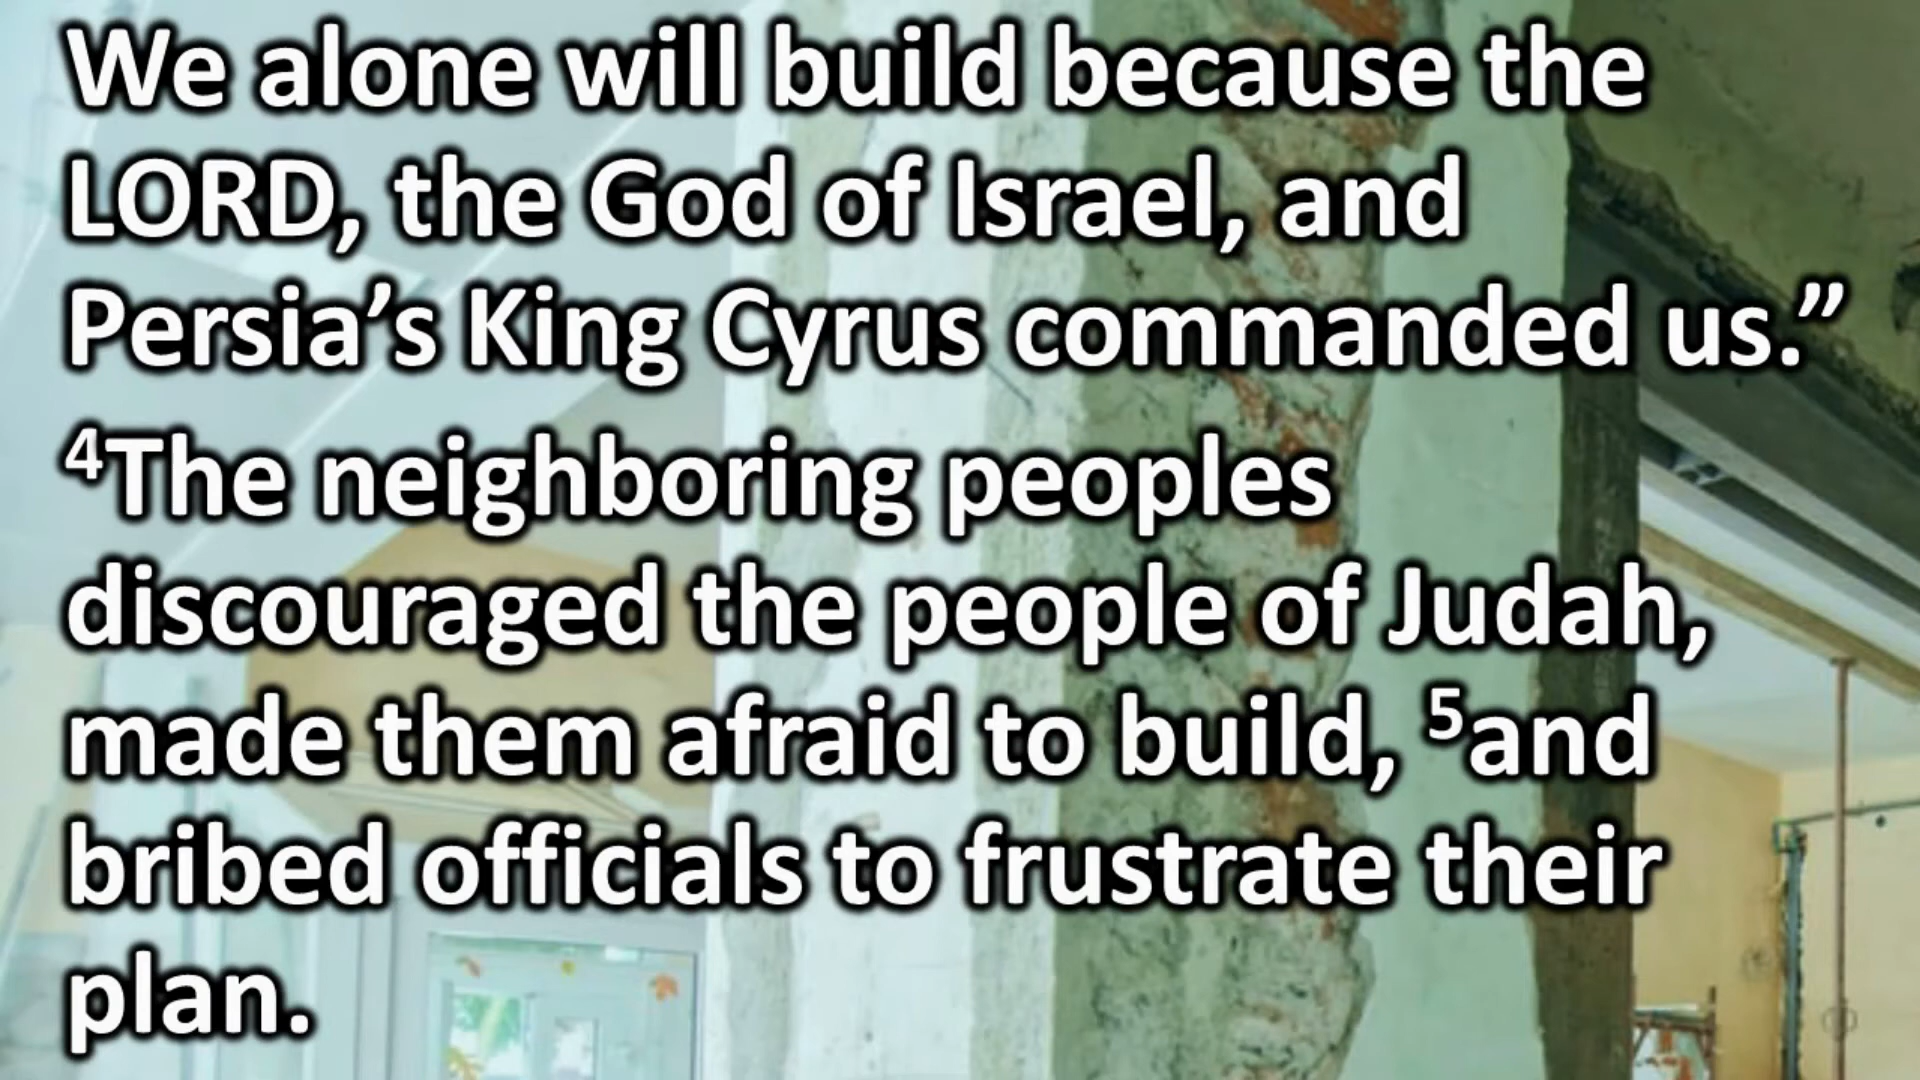 We alone will build because the
LORD, the God of Israel, and
Persia’s King Cyrus commanded us.”
⁴The neighboring peoples
discouraged the people of Judah,
made them afraid to build, ⁵and
bribed officials to frustrate their
plan.